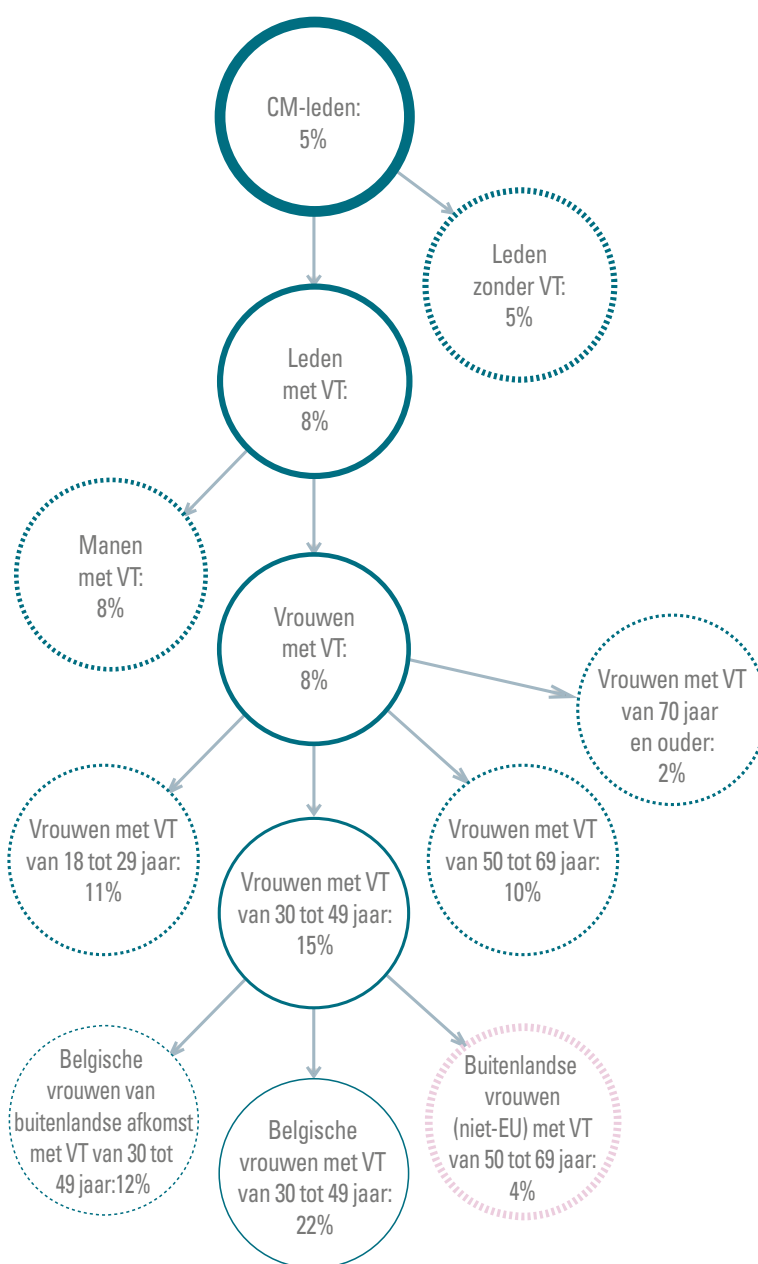 CM-leden:
5%
Leden
zonder VT:
5%
Leden
met VT:
8%
Manen
met VT:
8%
Vrouwen
met VT:
8%
Vrouwen met VT
van 70 jaar
en ouder:
2%
Vrouwen met VT
van 18 tot 29 jaar:
11%
Vrouwen met VT
van 30 tot 49 jaar:
15%
Vrouwen met VT
van 50 tot 69 jaar:
10%
Belgische
vrouwen van
buitenlandse afkomst
met VT van 30 tot
49 jaar:12%
Belgische
vrouwen met VT
van 30 tot 49 jaar:
22%
Buitenlandse
vrouwen
(niet-EU) met VT
van 50 tot 69 jaar:
4%